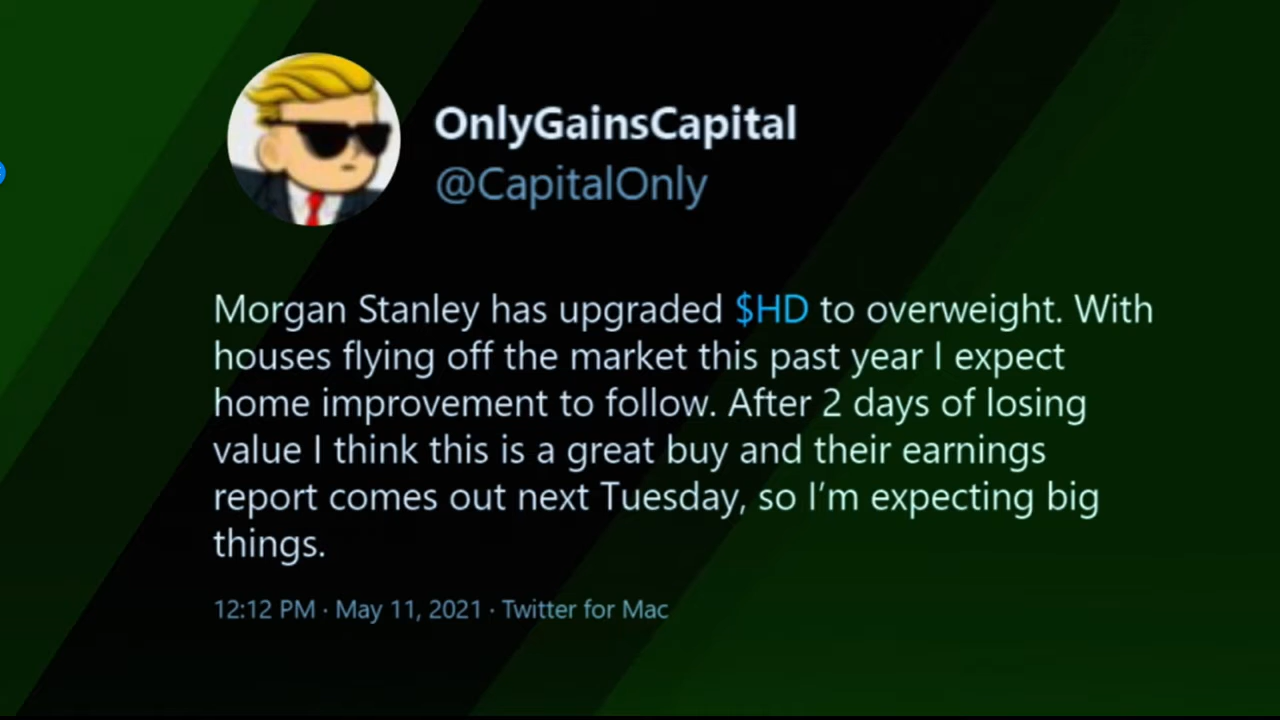 OnlyGainsCapital
@CapitalOnly
Morgan Stanley has upgraded $HD to overweight. With
houses flying off the market this past year I expect
home improvement to follow. After 2 days of losing
value I think this is a great buy and their earnings
report comes out next Tuesday, so I’m expecting big
things.
12:12 PM · May 11, 2021 · Twitter for Mac